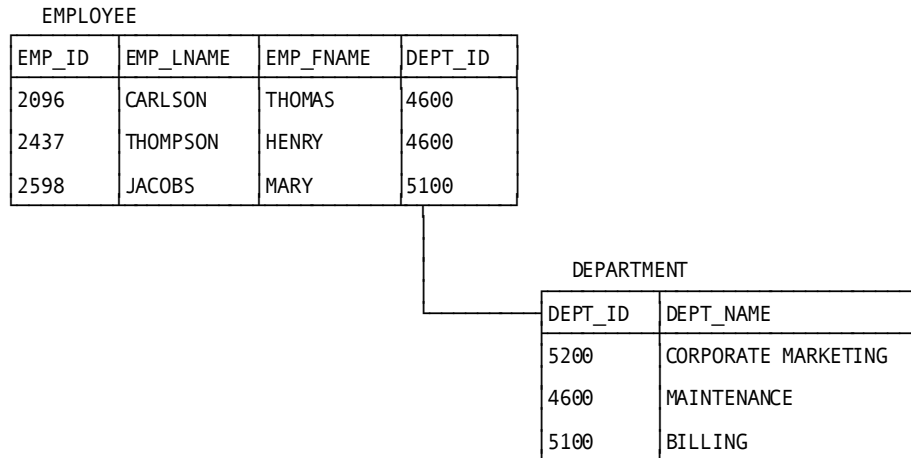 EMPLOYEE
EMP_ID EMP_LNAME EMP_FNAME DEPT_ID
2096 CARLSON THOMAS 4600
2437 THOMPSON HENRY 4600
2598 JACOBS MARY 5100
DEPARTMENT
DEPT_ID DEPT_NAME
5200 CORPORATE MARKETING
4600 MAINTENANCE
5100 BILLING